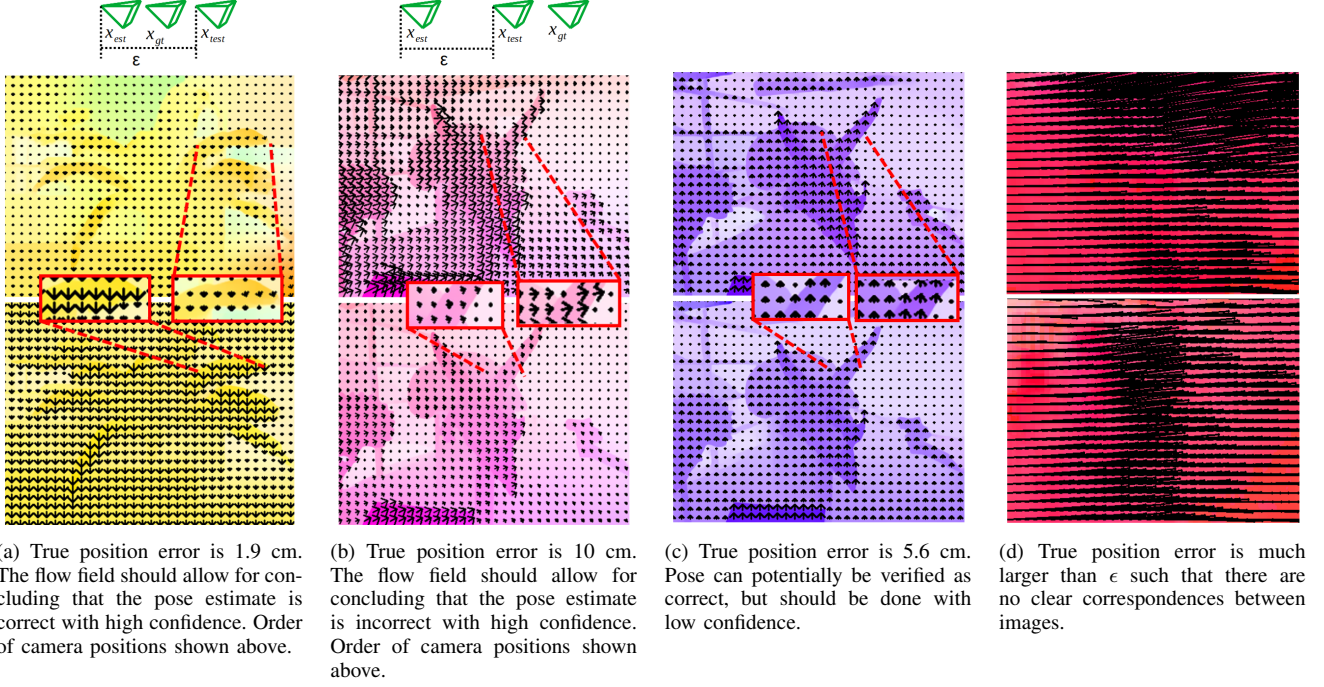 x_est x_gt x_test
ε
x_est x_test x_gt
ε
(a) True position error is 1.9 cm.
The flow field should allow for con-
cluding that the pose estimate is
correct with high confidence. Order
of camera positions shown above.
(b) True position error is 10 cm.
The flow field should allow for
concluding that the pose estimate
is incorrect with high confidence.
Order of camera positions shown
above.
(c) True position error is 5.6 cm.
Pose can potentially be verified as
correct, but should be done with
low confidence.
(d) True position error is much
larger than ϵ such that there are
no clear correspondences between
images.